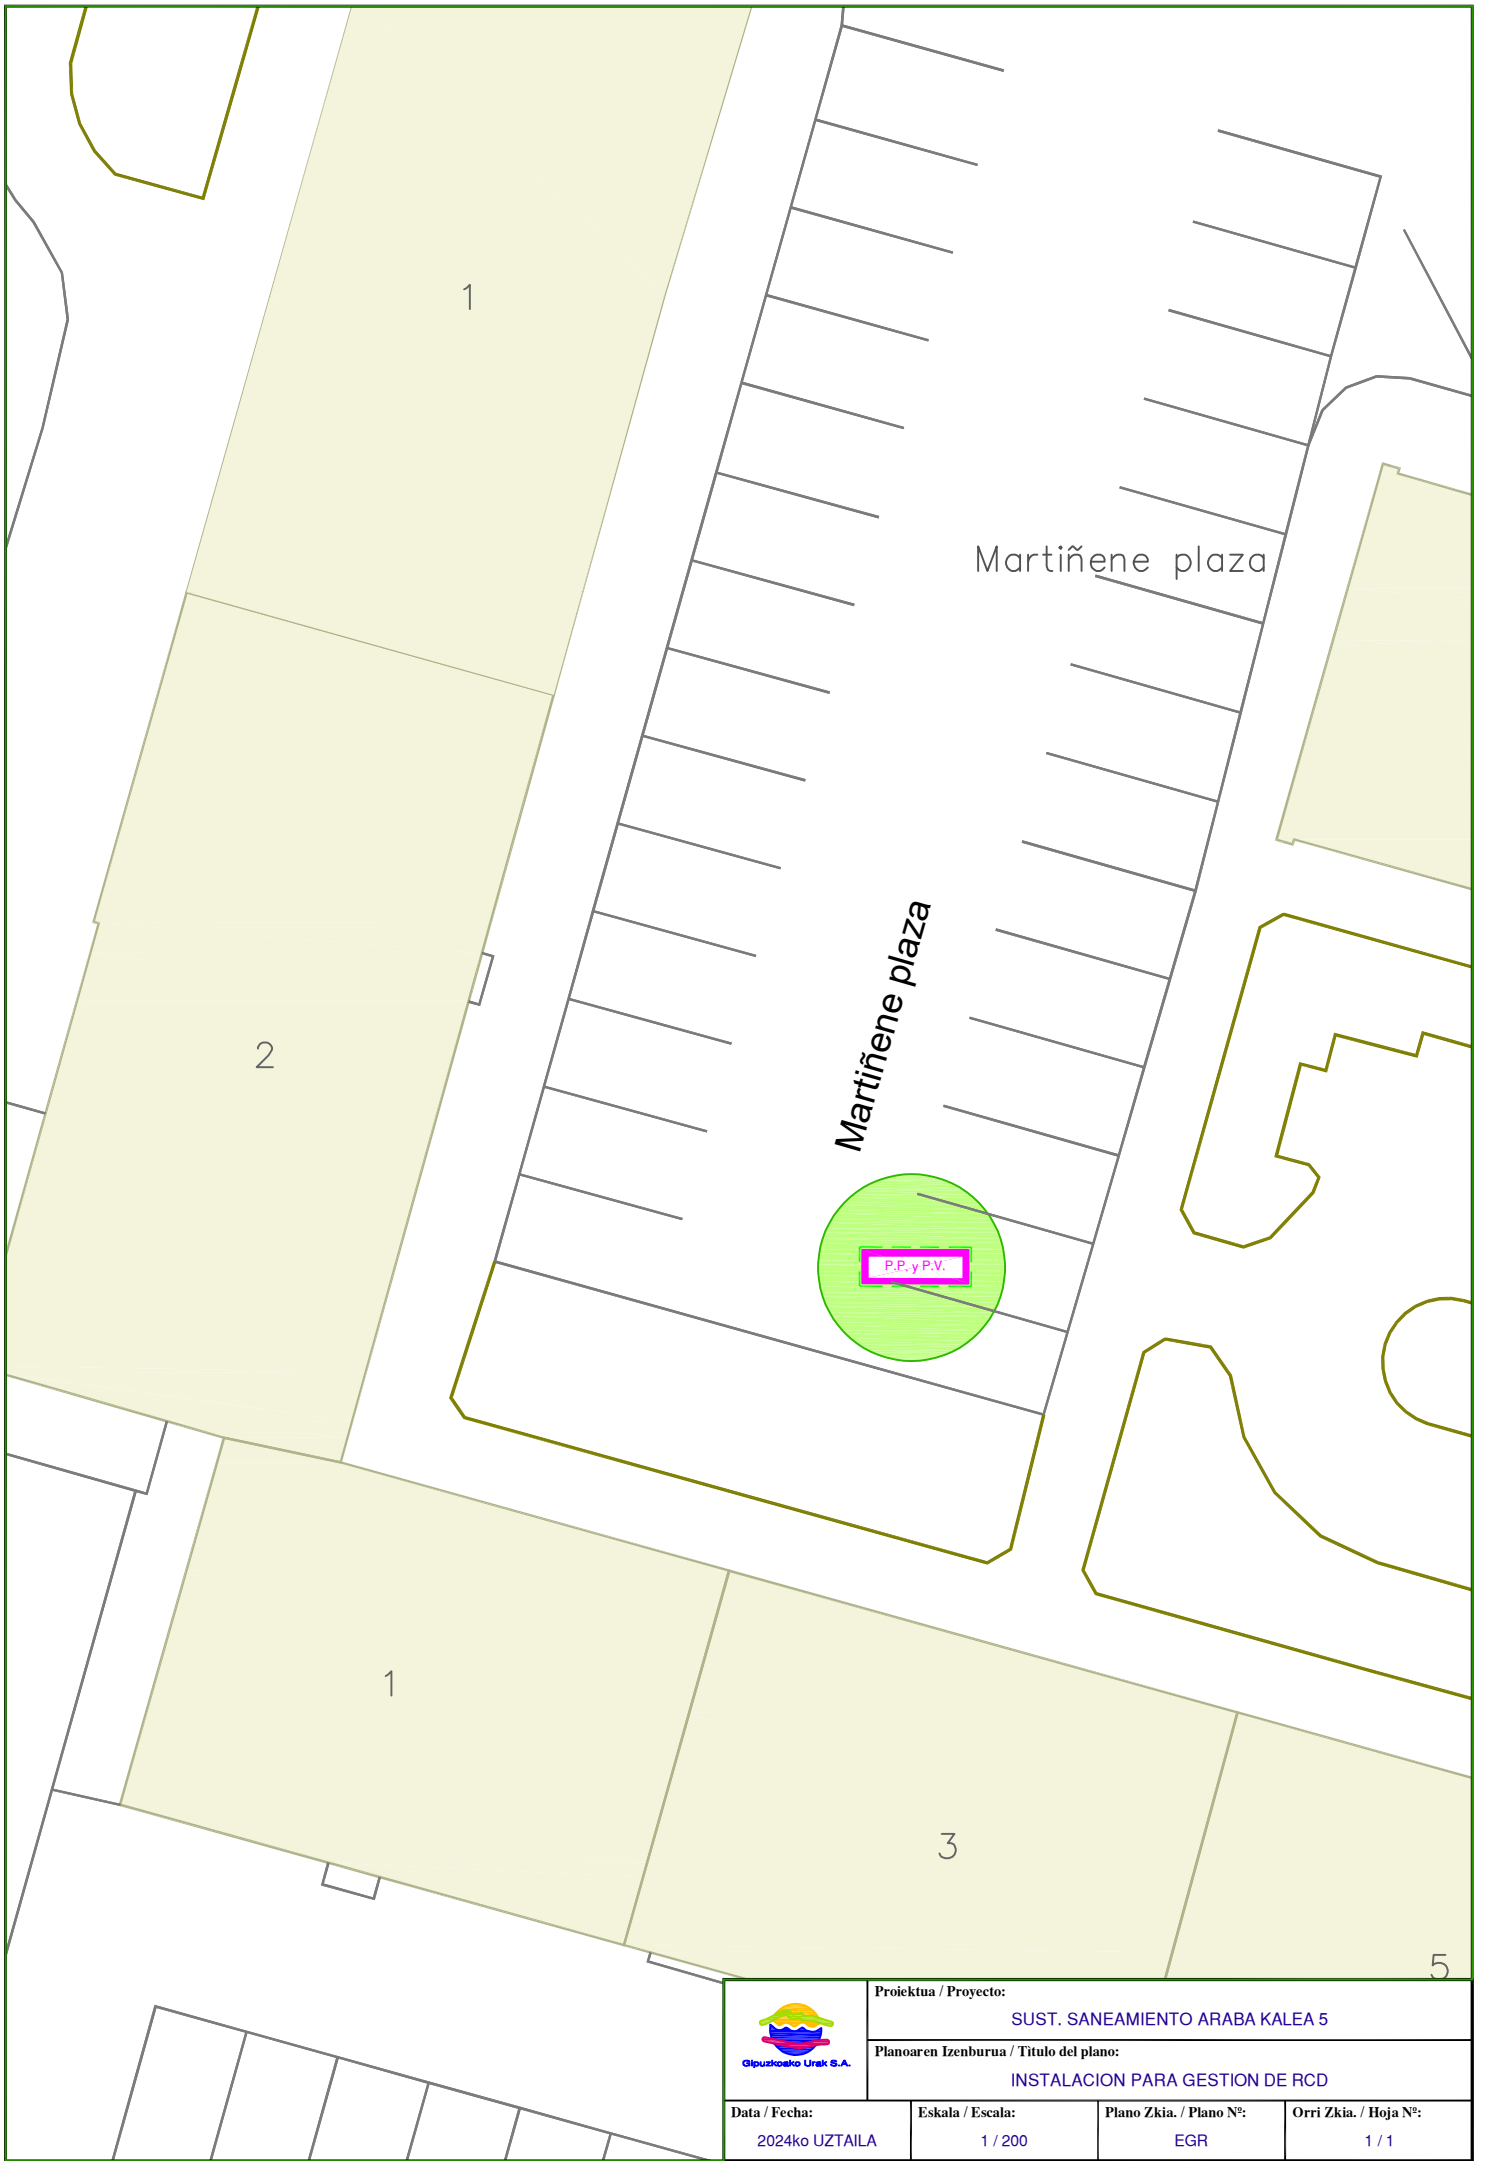 1
Martiñene plaza
Martiñene plaza
2
P.P. y P.V.
1
3
5
Gipuzkoako Urak S.A.
Proiektua / Proyecto:
SUST. SANEAMIENTO ARABA KALEA 5
Planoaren Izenburua / Titulo del plano:
INSTALACION PARA GESTION DE RCD
Data / Fecha:
2024ko UZTAILA
Eskala / Escala:
1 / 200
Plano Zkia. / Plano Nº:
EGR
Orri Zkia. / Hoja Nº:
1 / 1